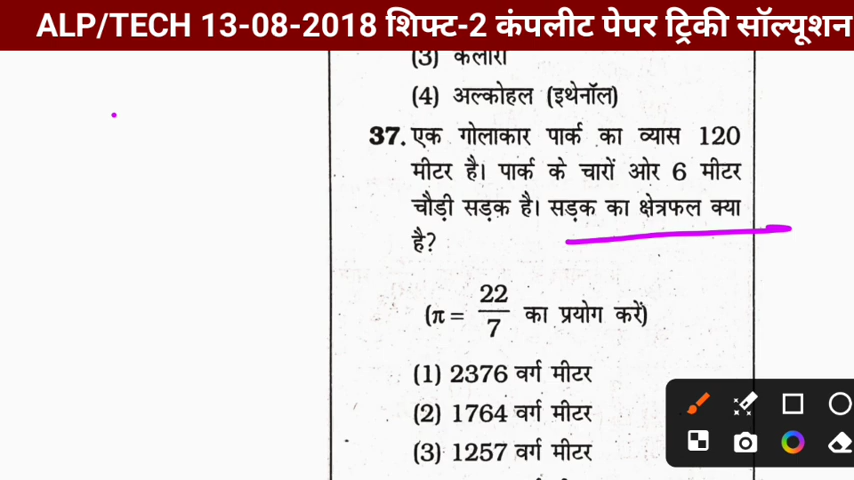 ALP/TECH 13-08-2018 शिफ्ट-2 कंपलीट पेपर ट्रिकी सॉल्यूशन
(3) कैलोरी
(4) अल्कोहल (इथेनॉल)
37. एक गोलाकार पार्क का व्यास 120
मीटर है। पार्क के चारों ओर 6 मीटर
चौड़ी सड़क है। सड़क का क्षेत्रफल क्या
है?
(π = 22/7 का प्रयोग करें)
(1) 2376 वर्ग मीटर
(2) 1764 वर्ग मीटर
(3) 1257 वर्ग मीटर